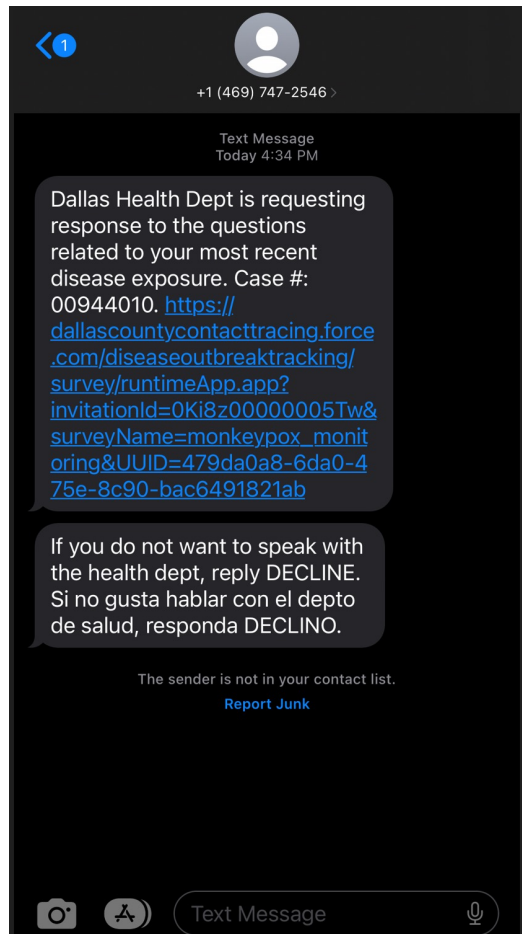 1
+1 (469) 747-2546 >
Text Message
Today 4:34 PM
Dallas Health Dept is requesting
response to the questions
related to your most recent
disease exposure. Case #:
00944010. https://
dallascountycontacttracing.force
.com/diseaseoutbreaktracking/
survey/runtimeApp.app?
invitationId=0Ki8z00000005Tw&
surveyName=monkeypox_monit
oring&UUID=479da0a8-6da0-4
75e-8c90-bac6491821ab
If you do not want to speak with
the health dept, reply DECLINE.
Si no gusta hablar con el depto
de salud, responda DECLINO.
The sender is not in your contact list.
Report Junk
Text Message